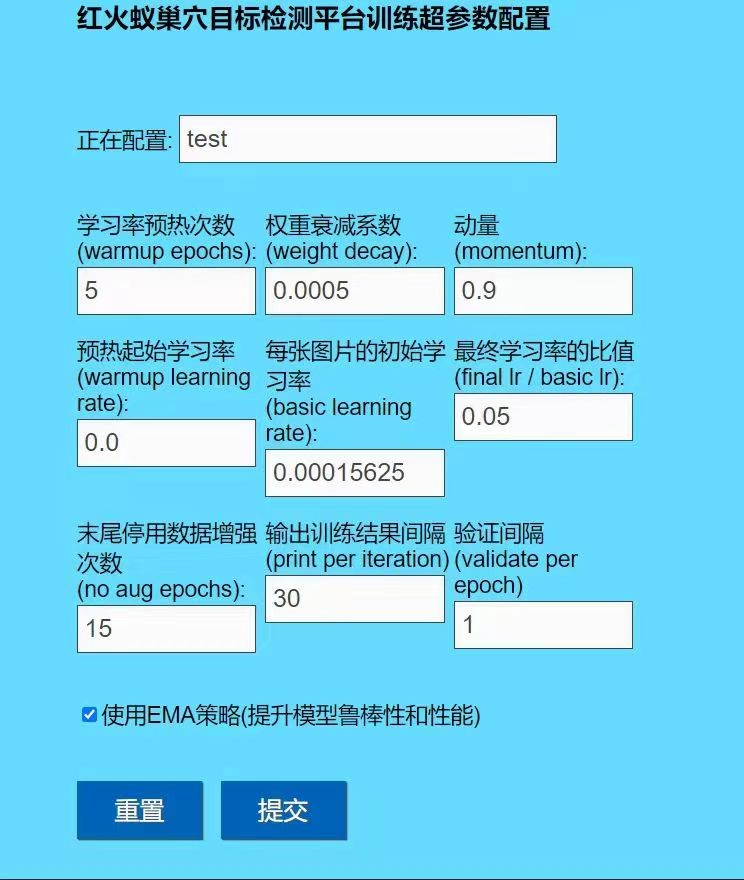 红火蚁巢穴目标检测平台训练超参数配置
正在配置: test
学习率预热次数
(warmup epochs):
5
权重衰减系数
(weight decay):
0.0005
动量
(momentum):
0.9
预热起始学习率
(warmup learning
rate):
0.0
每张图片的初始学
习率
(basic learning
rate):
0.00015625
最终学习率的比值
(final lr / basic lr):
0.05
末尾停用数据增强
次数
(no aug epochs):
15
输出训练结果间隔
(print per iteration)
30
验证间隔
(validate per
epoch)
1
使用EMA策略(提升模型鲁棒性和性能)
重置 提交